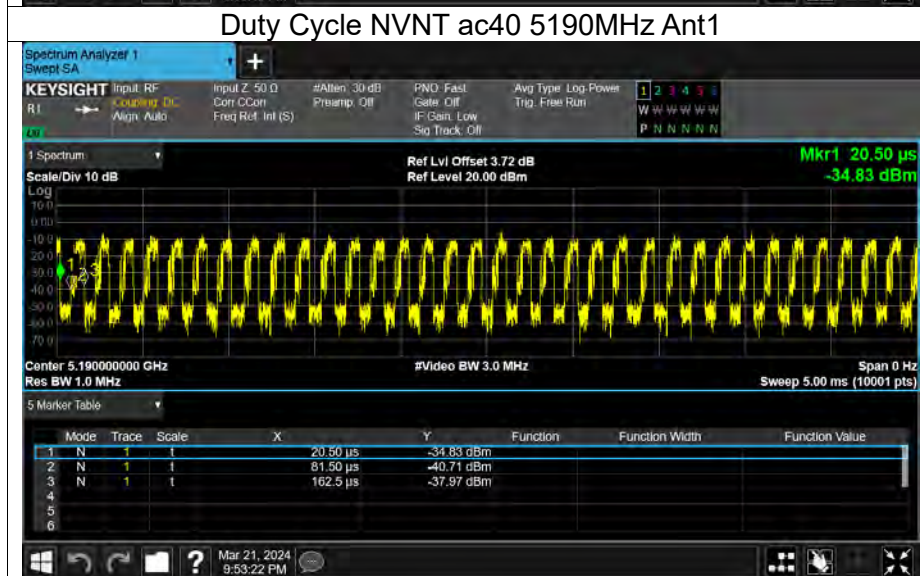 Duty Cycle NVNT ac40 5190MHz Ant1
Spectrum Analyzer 1
Swept SA
+
KEYSIGHT Input: RF Input Z: 50 Ω #Atten: 30 dB PNO: Fast Avg Type: Log-Power 1 2 3 4 5 6
Coupling: DC Corr CCorr Preamp: Off Gate: Off Trig: Free Run W W W W W W
Align: Auto Freq Ref: Int (S) IF Gain: Low
Sig Track: Off P N N N N N
1 Spectrum
Ref Lvl Offset 3.72 dB Mkr1 20.50 µs
Scale/Div 10 dB Ref Level 20.00 dBm -34.83 dBm
Log
10.0
0.00
-10.0
-20.0
-30.0
-40.0
-50.0
-60.0
-70.0
1 2 3
Center 5.190000000 GHz #Video BW 3.0 MHz Span 0 Hz
Res BW 1.0 MHz Sweep 5.00 ms (10001 pts)
5 Marker Table
Mode Trace Scale X Y Function Function Width Function Value
1 N 1 t 20.50 µs -34.83 dBm
2 N 1 t 81.50 µs -40.71 dBm
3 N 1 t 162.5 µs -37.97 dBm
4
5
6
? Mar 21, 2024
9:53:22 PM